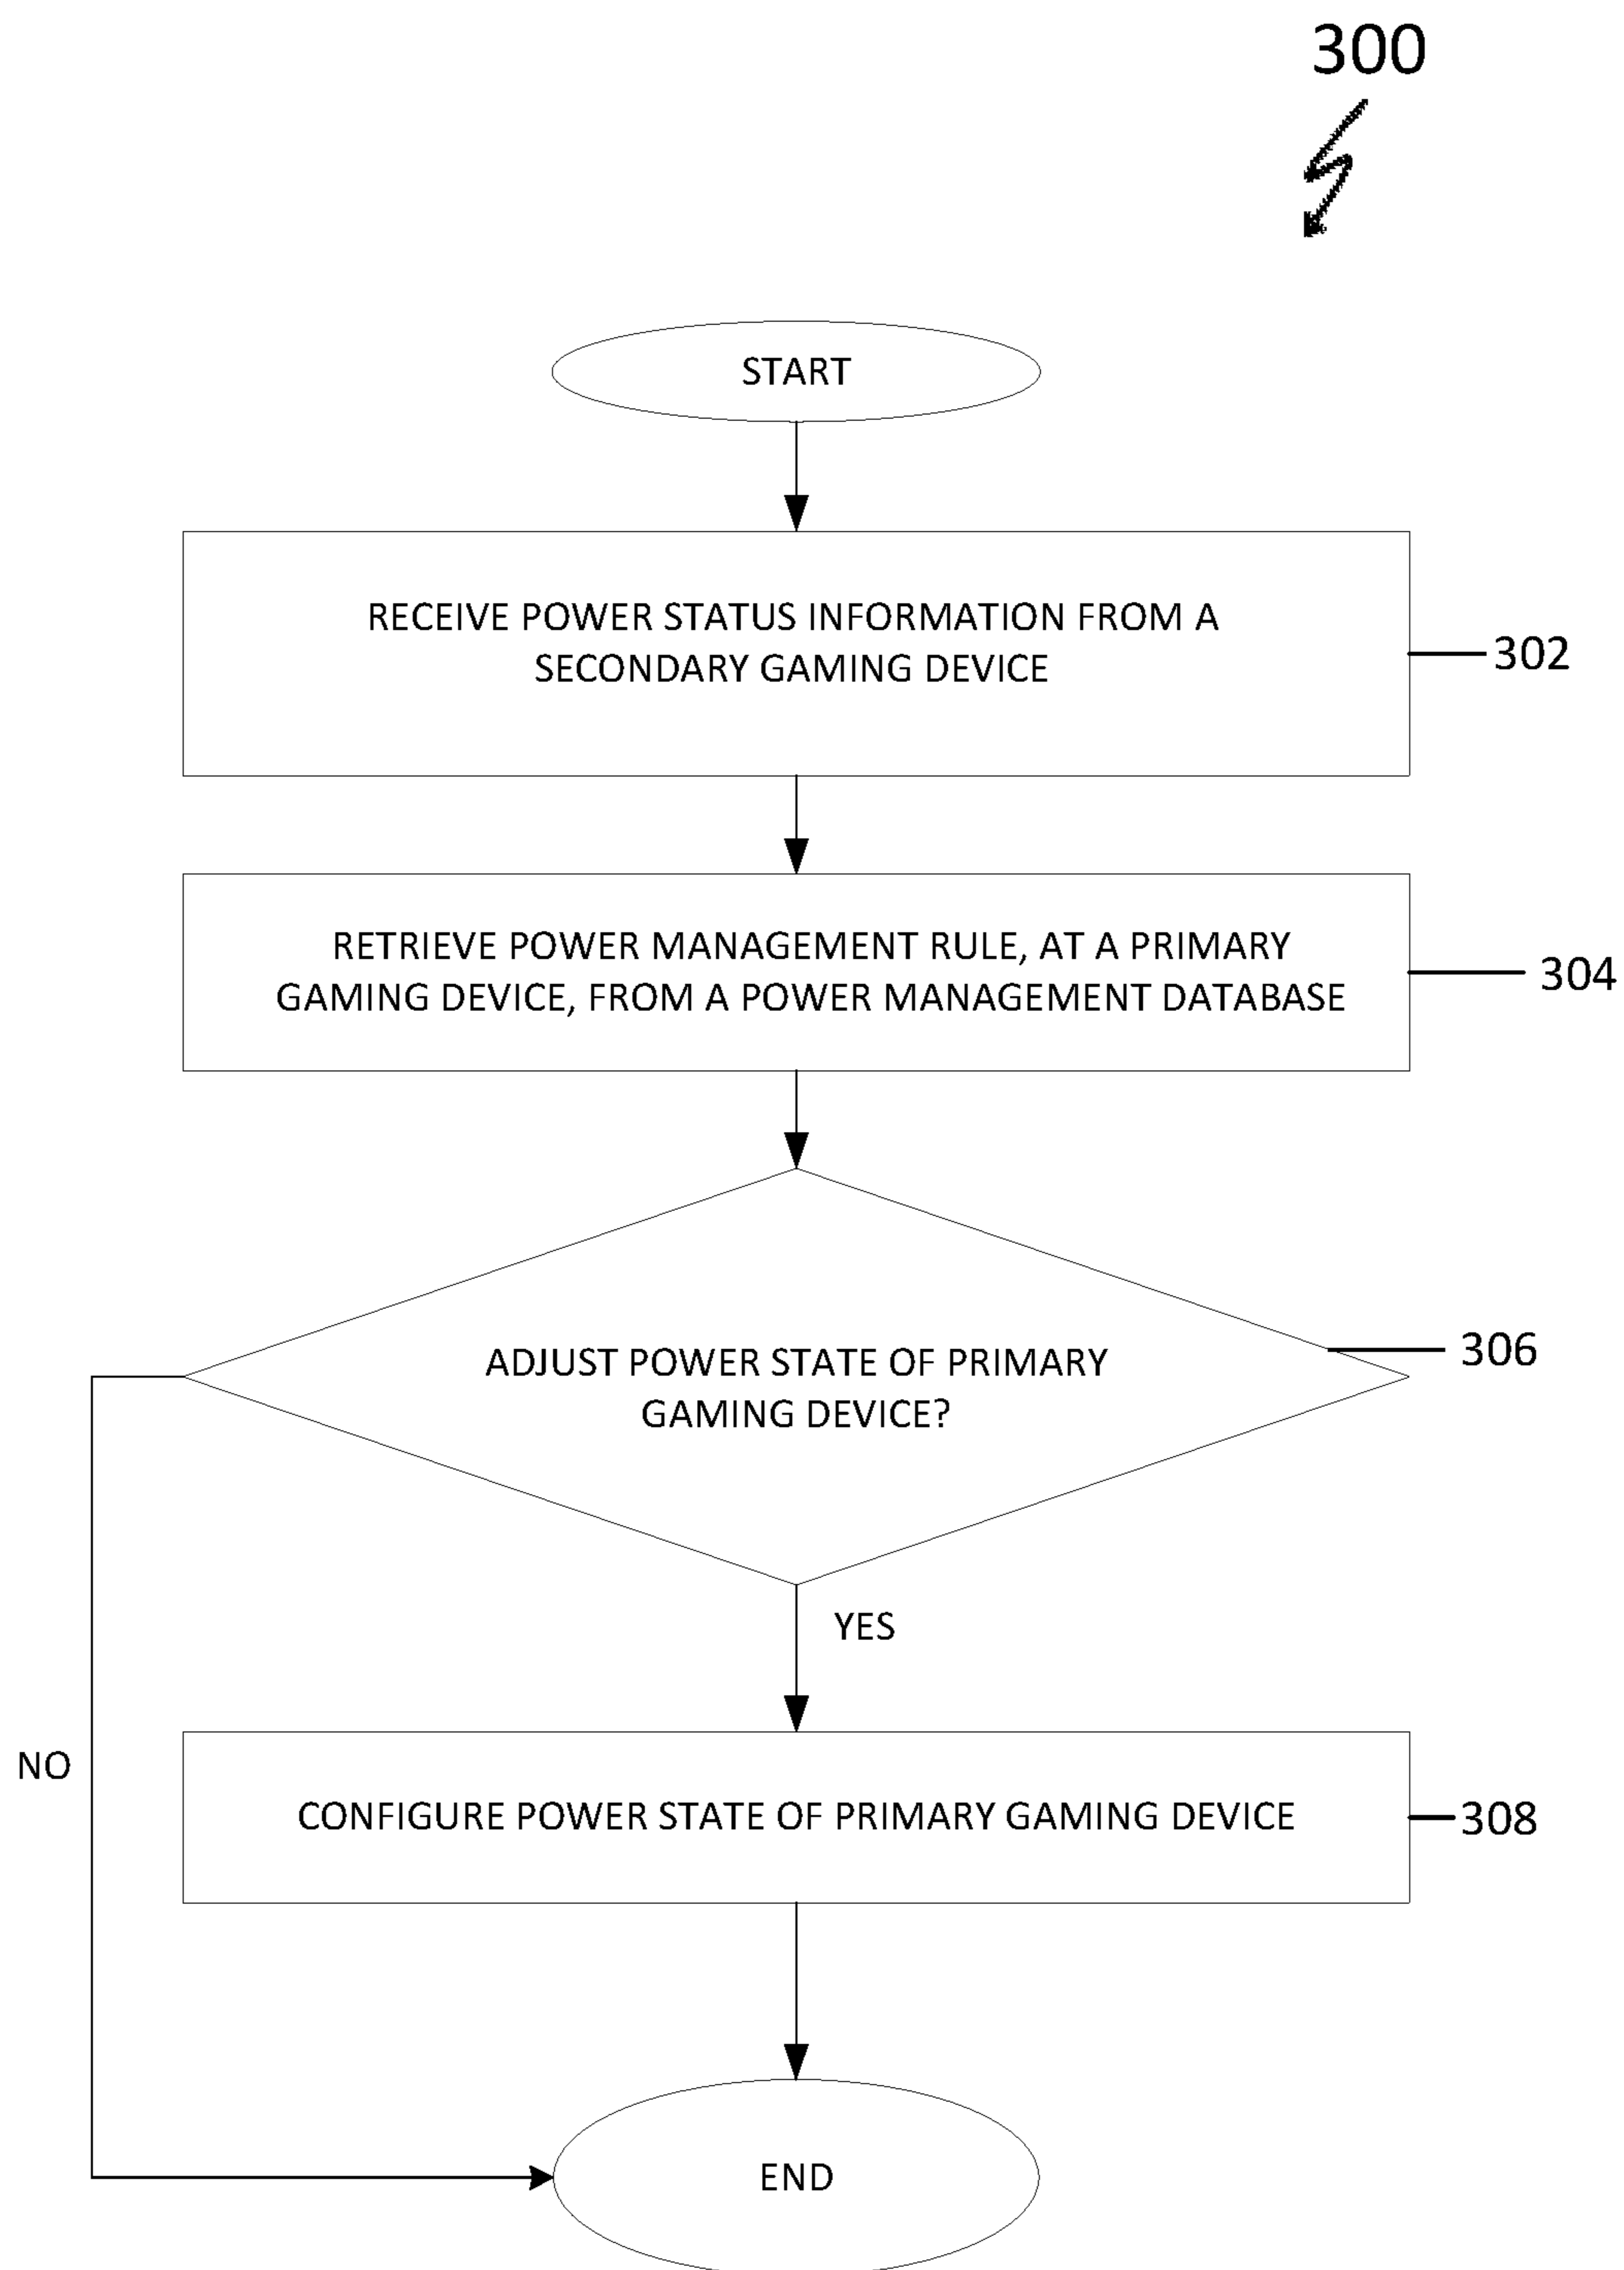 300
START
RECEIVE POWER STATUS INFORMATION FROM A
SECONDARY GAMING DEVICE
302
RETRIEVE POWER MANAGEMENT RULE, AT A PRIMARY
GAMING DEVICE, FROM A POWER MANAGEMENT DATABASE
304
ADJUST POWER STATE OF PRIMARY
GAMING DEVICE?
306
YES
NO
CONFIGURE POWER STATE OF PRIMARY GAMING DEVICE
308
END